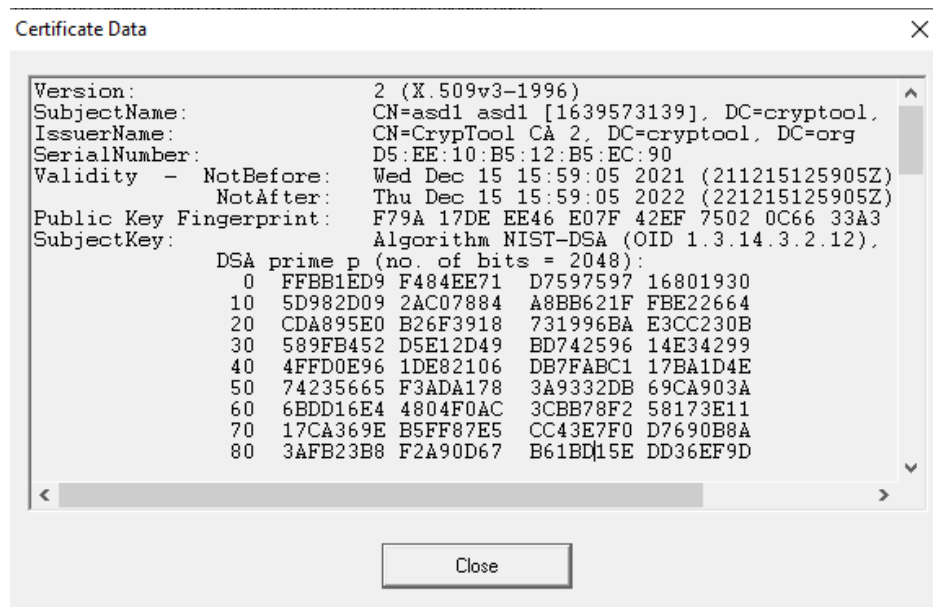 Certificate Data
Version: 2 (X.509v3-1996)
SubjectName: CN=asd1 asd1 [1639573139], DC=cryptool,
IssuerName: CN=CrypTool CA 2, DC=cryptool, DC=org
SerialNumber: D5:EE:10:B5:12:B5:EC:90
Validity - NotBefore: Wed Dec 15 15:59:05 2021 (211215125905Z)
NotAfter: Thu Dec 15 15:59:05 2022 (221215125905Z)
Public Key Fingerprint: F79A 17DE EE46 E07F 42EF 7502 0C66 33A3
SubjectKey: Algorithm NIST-DSA (OID 1.3.14.3.2.12),
DSA prime p (no. of bits = 2048):
0 FFBB1ED9 F484EE71 D7597597 16801930
10 5D982D09 2AC07884 A8BB621F FBE22664
20 CDA895E0 B26F3918 731996BA E3CC230B
30 589FB452 D5E12D49 BD742596 14E34299
40 4FFD0E96 1DE82106 DB7FABC1 17BA1D4E
50 74235665 F3ADA178 3A9332DB 69CA903A
60 6BDD16E4 4804F0AC 3CBB78F2 58173E11
70 17CA369E B5FF87E5 CC43E7F0 D7690B8A
80 3AFB23B8 F2A90D67 B61BD15E DD36EF9D
Close